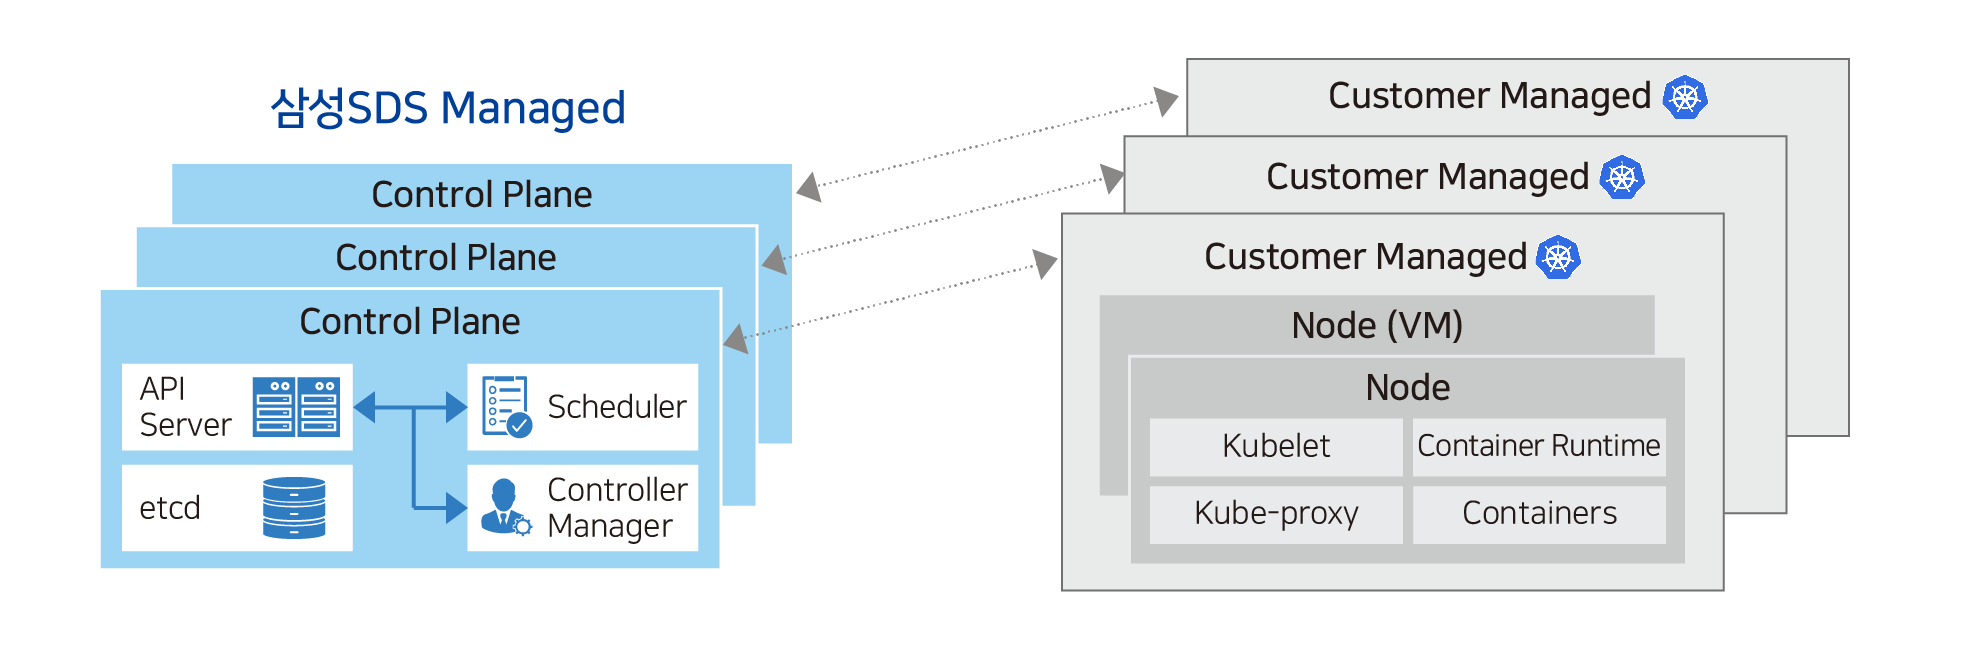 삼성SDS Managed
Control Plane
Control Plane
Control Plane
API
Server
Scheduler
etcd
Controller
Manager
Customer Managed
Customer Managed
Customer Managed
Node (VM)
Node
Kubelet
Container Runtime
Kube-proxy
Containers